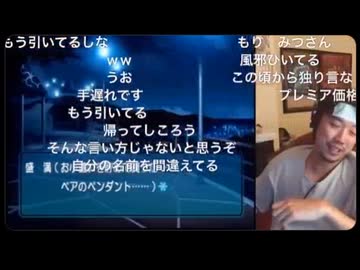 もう引いてるしな
もり、みつさん
ww
風邪ひいてる
うお
この頃から独り言な
手遅れです
プレミア価格
もう引いてる
帰ってしころう
そんな言い方じゃないと思うぞ
自分の名前を間違えてる
盛 満(お
ペアのペンダント……)